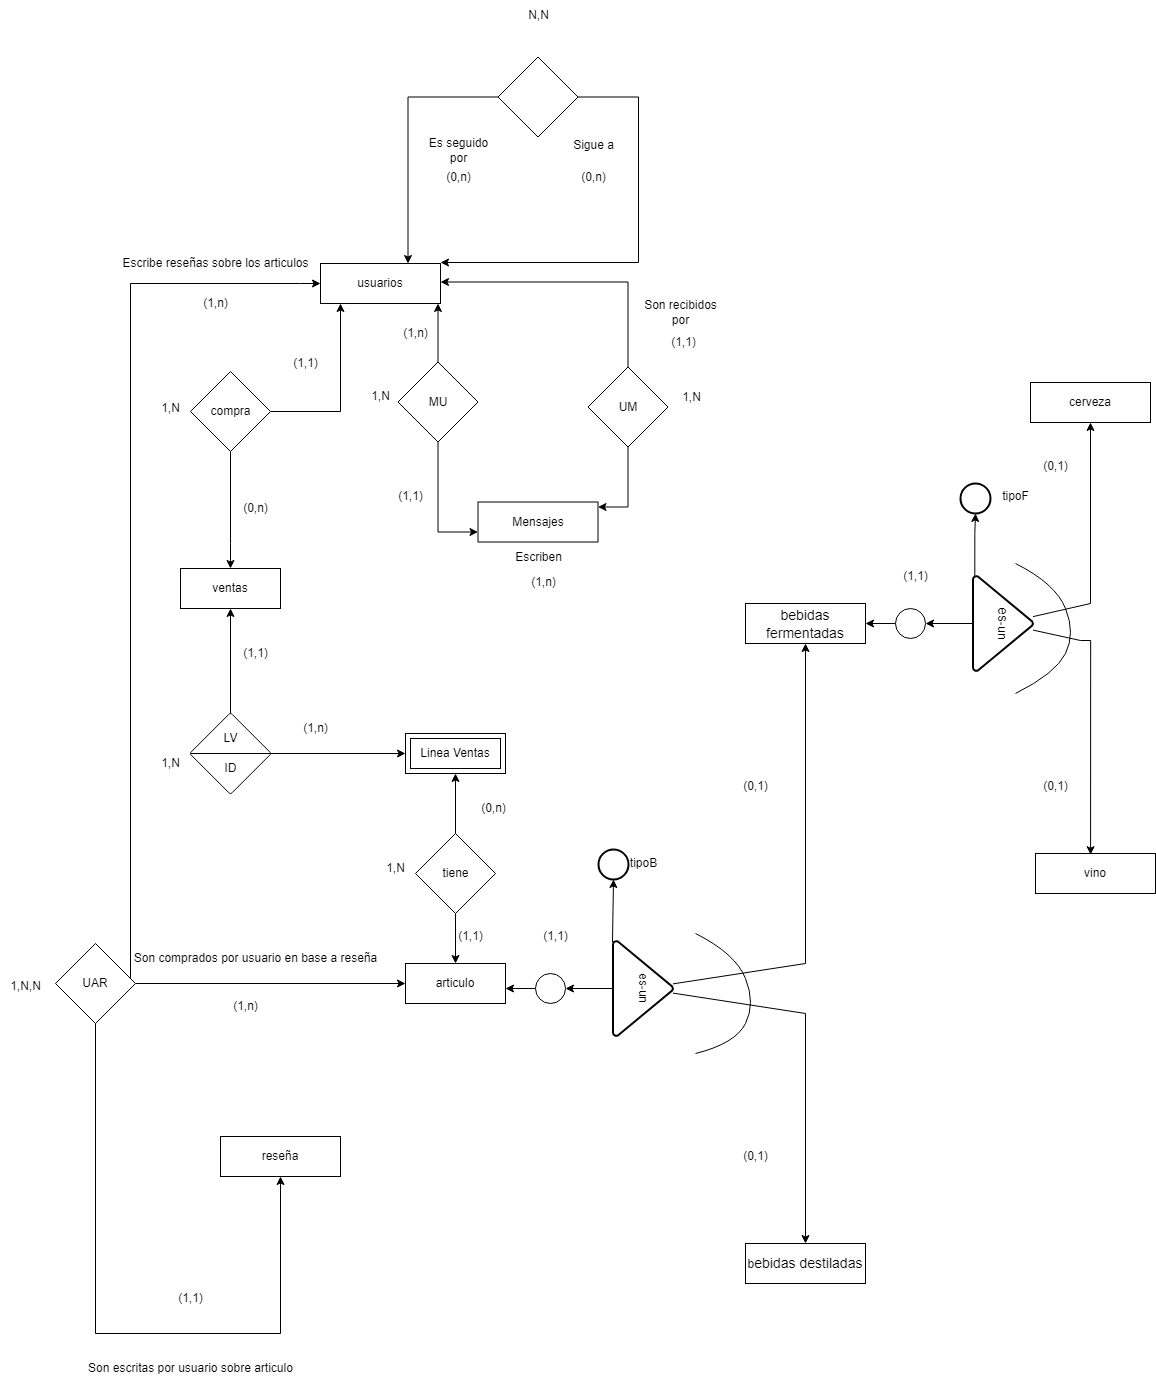 N,N
Es seguido
por
(0,n)
Sigue a
(0,n)
Escribe reseñas sobre los articulos
(1,n)
usuarios
Son recibidos
por
(1,1)
(1,n)
(1,1)
1,N
compra
1,N
MU
UM
1,N
cerveza
(0,1)
tipoF
(1,1)
(0,n)
Mensajes
Escriben
(1,n)
(1,1)
ventas
bebidas
fermentadas
es-un
(1,1)
LV
ID
1,N
(1,n)
Linea Ventas
(0,n)
(0,1)
(0,1)
1,N
tiene
tipoB
vino
(1,1)
(1,1)
Son comprados por usuario en base a reseña
1,N,N
UAR
(1,n)
articulo
es-un
reseña
(0,1)
bebidas destiladas
(1,1)
Son escritas por usuario sobre articulo